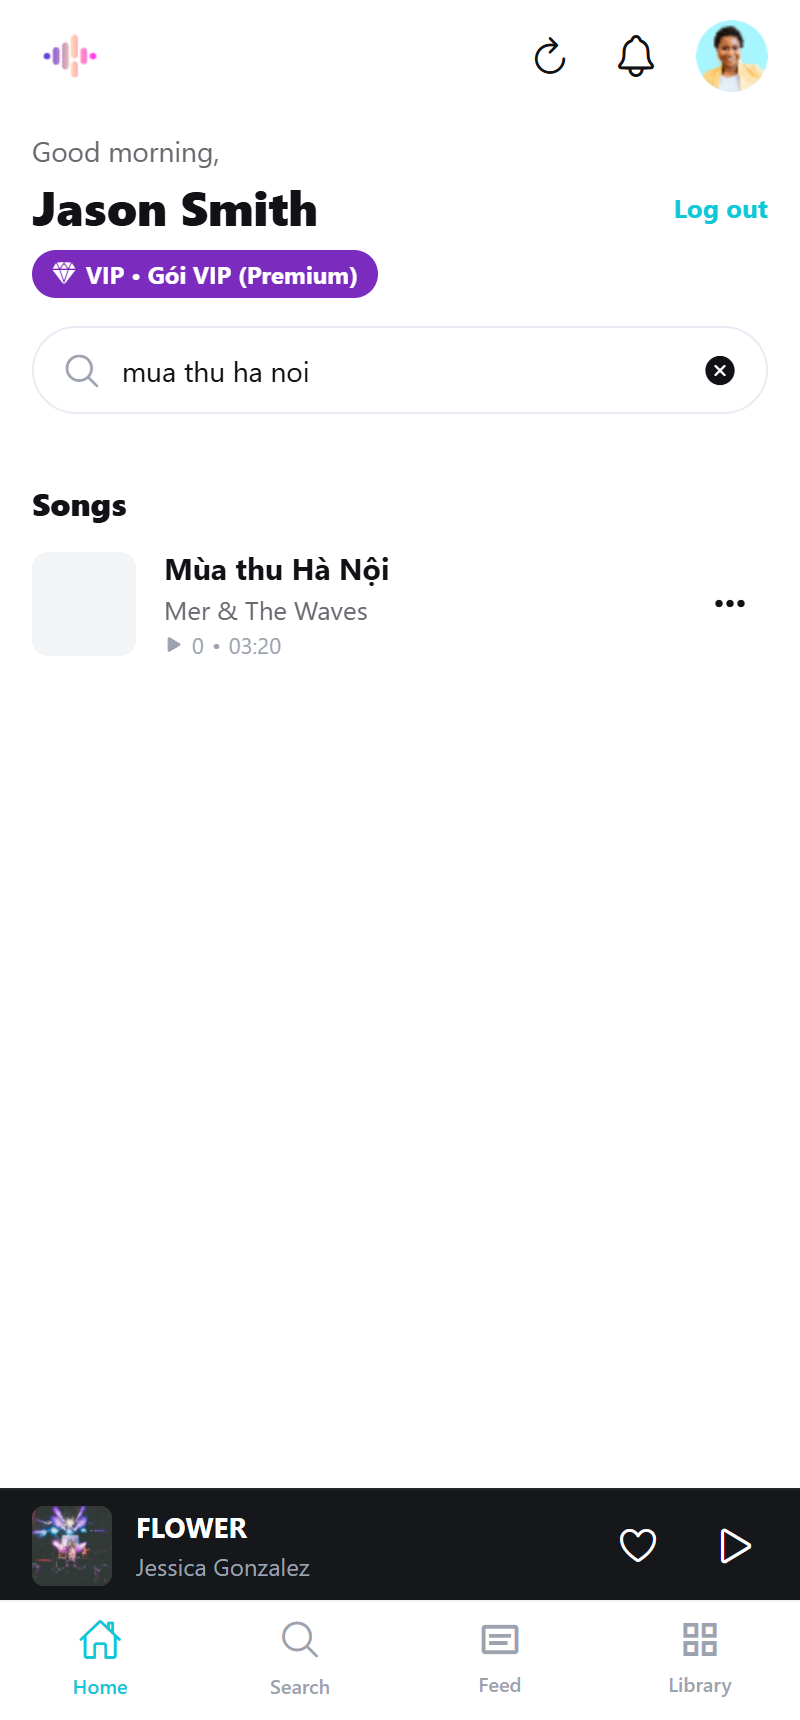 Good morning,
Jason Smith
Log out
VIP • Gói VIP (Premium)
mua thu ha noi
Songs
Mùa thu Hà Nội
Mer & The Waves
0 • 03:20
FLOWER
Jessica Gonzalez
Home
Search
Feed
Library